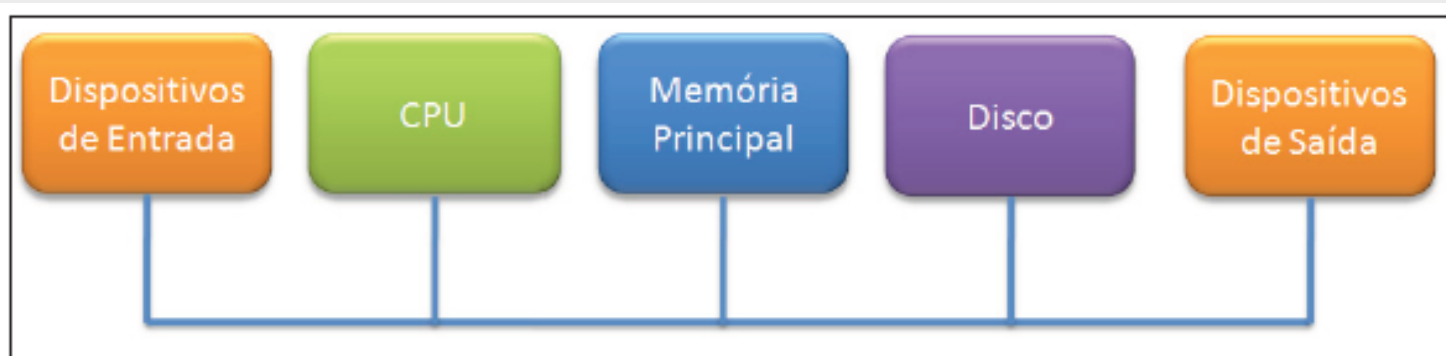 Dispositivos
de Entrada
CPU
Memória
Principal
Disco
Dispositivos
de Saída